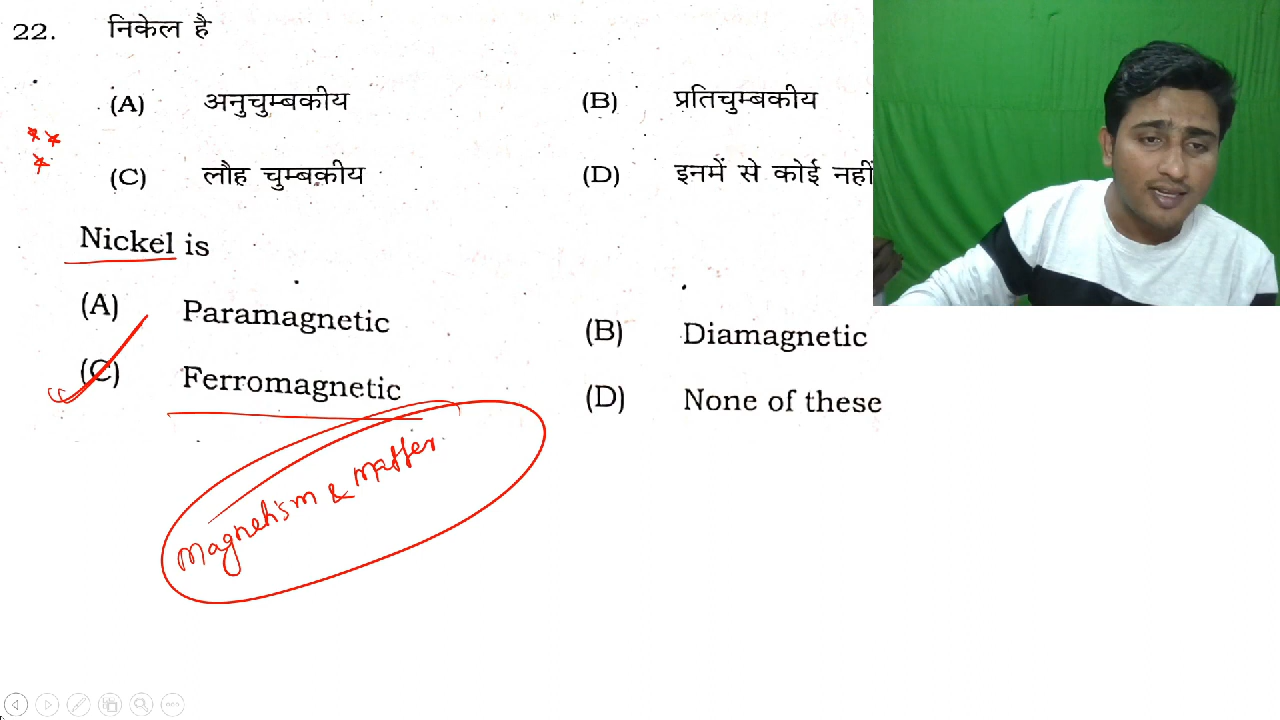 22. निकेल है
(A) अनुचुम्बकीय (B) प्रतिचुम्बकीय
(C) लौह चुम्बकीय (D) इनमें से कोई नहीं
Nickel is
(A) Paramagnetic (B) Diamagnetic
(C) Ferromagnetic (D) None of these
Magnetism & Matter